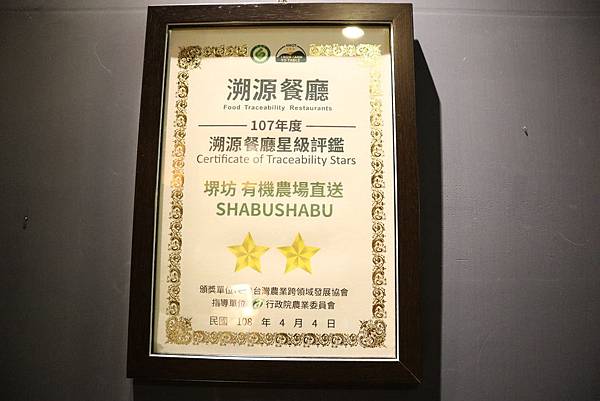 溯源餐廳
Food Traceability Restaurants
107年度
溯源餐廳星級評鑑
Certificate of Traceability Stars
堺坊 有機農場直送
SHABUSHABU
頒獎單位 台灣農業跨領域發展協會
指導單位 行政院農業委員會
民國 108 年 4 月 4 日